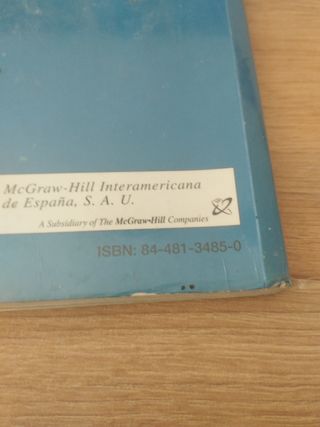 McGraw-Hill Interamericana
de España, S. A. U.
A Subsidiary of The McGraw-Hill Companies
ISBN: 84-481-3485-0